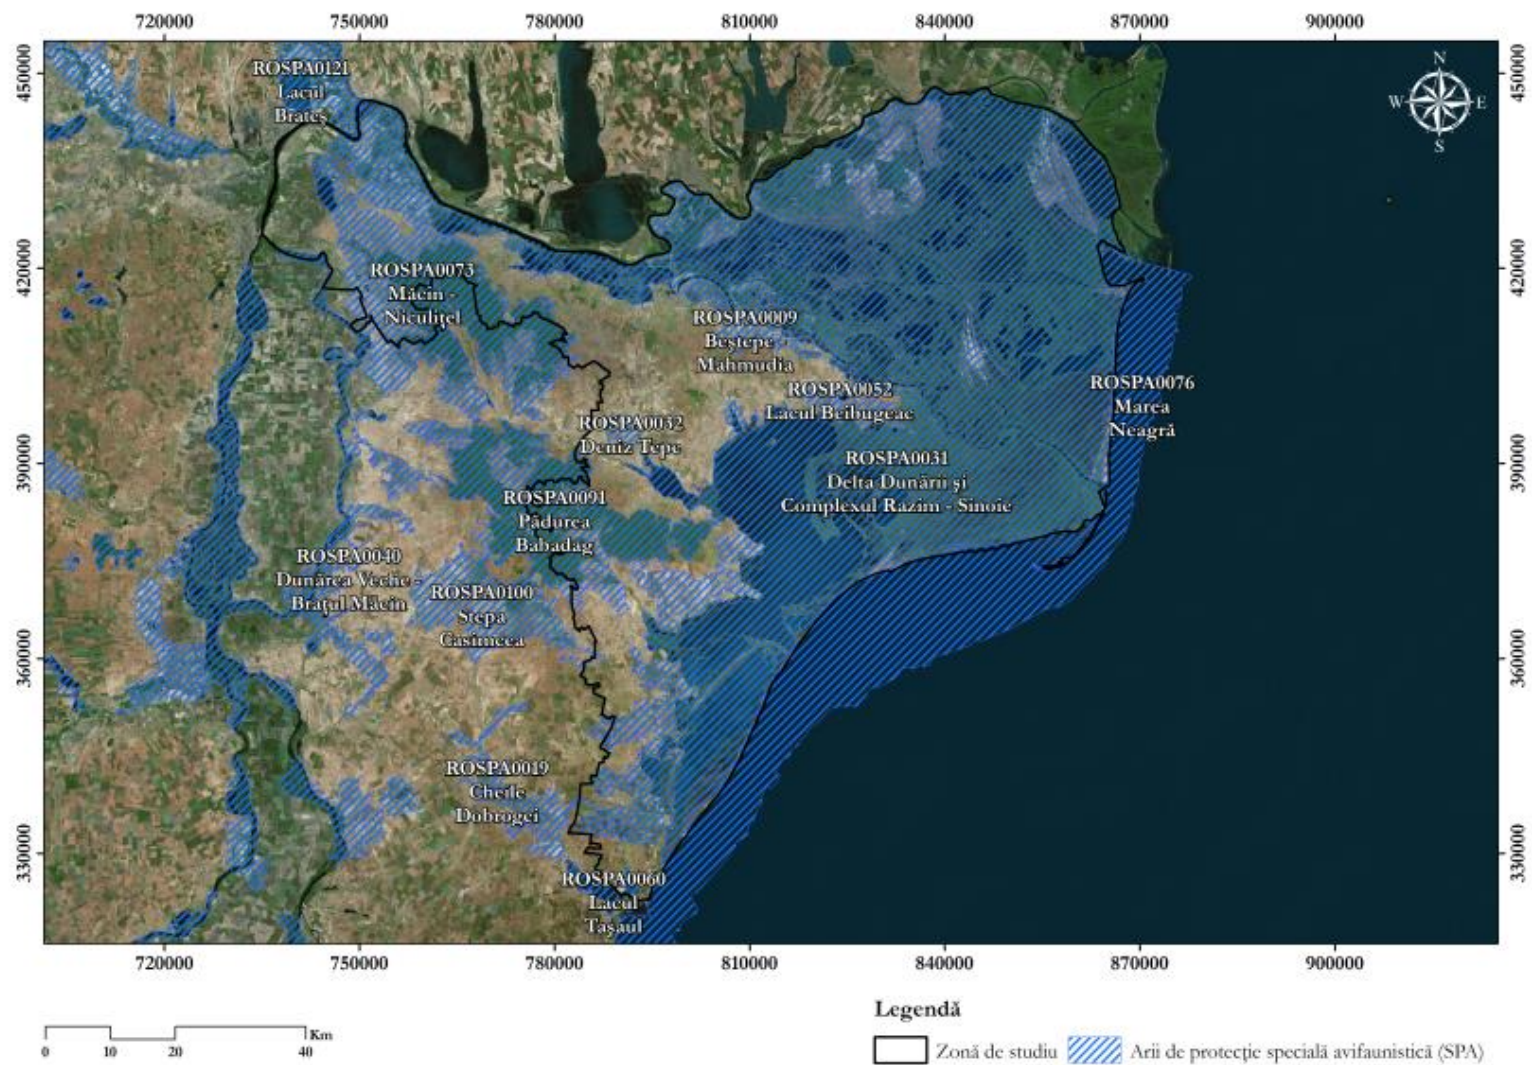 720000 750000 780000 810000 840000 870000 900000
450000 420000 390000 360000 330000
450000 420000 390000 360000 330000
N
W E
S
ROSPA0121
Lacul
Brateș
ROSPA0073
Măcin -
Niculițel
ROSPA0009
Beștepe -
Mahmudia
ROSPA0052
Lacul Beibugeac
ROSPA0076
Marea
Neagră
ROSPA0032
Deniz Tepe
ROSPA0031
Delta Dunării și
Complexul Razim - Sinoie
ROSPA0091
Pădurea
Babadag
ROSPA0040
Dunărea Veche -
Brațul Măcin
ROSPA0100
Stepa
Casimcea
ROSPA0019
Cheile
Dobrogei
ROSPA0060
Lacul
Tașaul
720000 750000 780000 810000 840000 870000 900000
Km
0 10 20 40
Legendă
Zonă de studiu Arii de protecție specială avifaunistică (SPA)